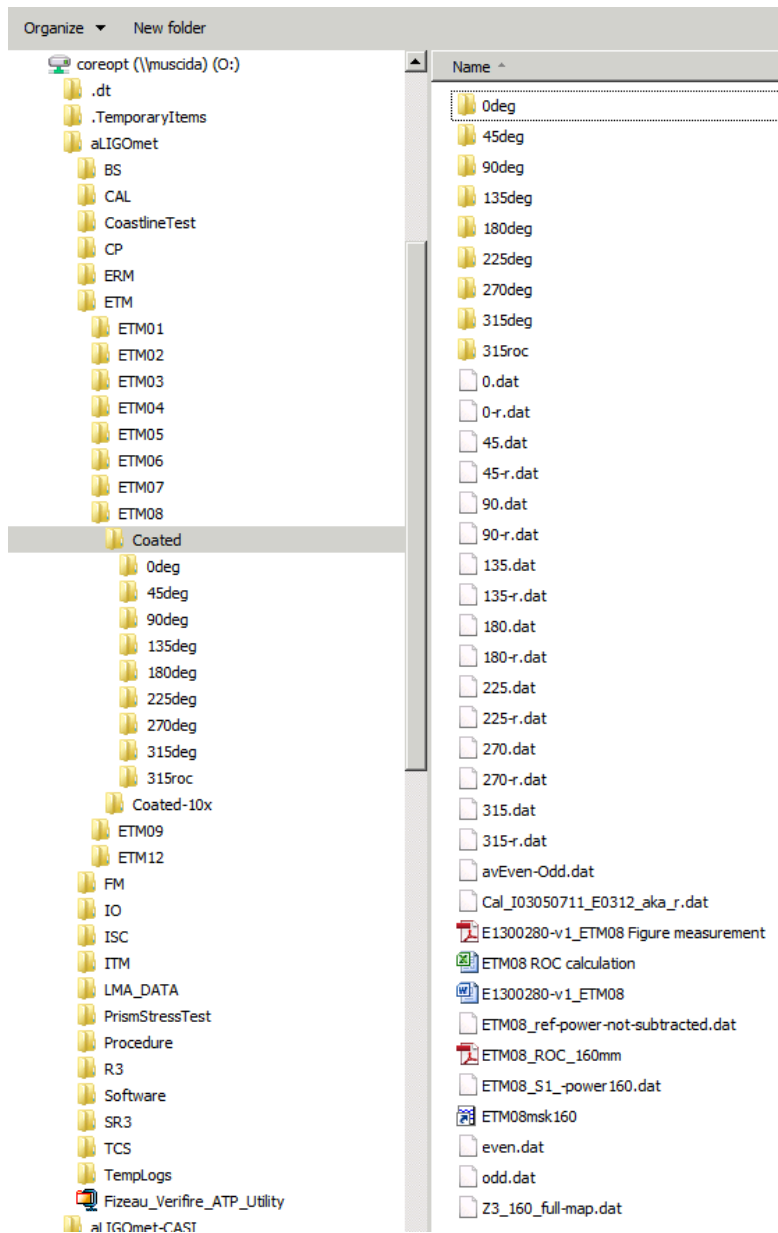 Organize New folder
coreopt (\\muscida) (O:)
.dt
.TemporaryItems
aLIGOmet
BS
CAL
CoastlineTest
CP
ERM
ETM
ETM01
ETM02
ETM03
ETM04
ETM05
ETM06
ETM07
ETM08
Coated
0deg
45deg
90deg
135deg
180deg
225deg
270deg
315deg
315roc
Coated-10x
ETM09
ETM12
FM
IO
ISC
ITM
LMA_DATA
PrismStressTest
Procedure
R3
Software
SR3
TCS
TempLogs
Fizeau_Verifire_ATP_Utility
aLIGOmet-CASI
Name
0deg
45deg
90deg
135deg
180deg
225deg
270deg
315deg
315roc
0.dat
0-r.dat
45.dat
45-r.dat
90.dat
90-r.dat
135.dat
135-r.dat
180.dat
180-r.dat
225.dat
225-r.dat
270.dat
270-r.dat
315.dat
315-r.dat
avEven-Odd.dat
Cal_I03050711_E0312_aka_r.dat
E1300280-v1_ETM08 Figure measurement
ETM08 ROC calculation
E1300280-v1_ETM08
ETM08_ref-power-not-subtracted.dat
ETM08_ROC_160mm
ETM08_S1_-power160.dat
ETM08msk160
even.dat
odd.dat
Z3_160_full-map.dat